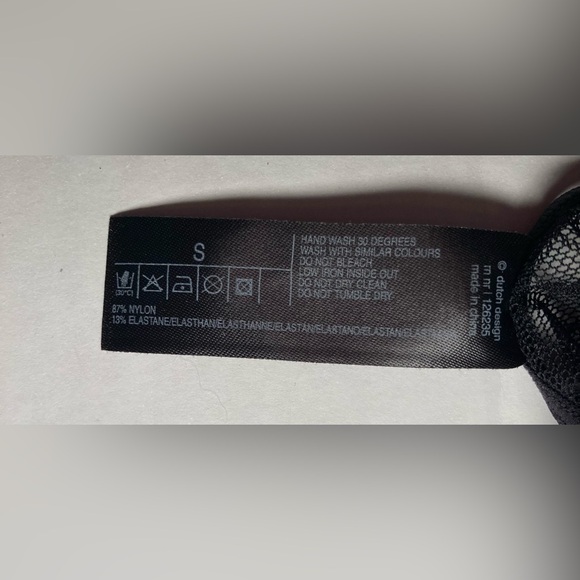 S
(30°C)
87% NYLON
13% ELASTANE/ELASTHAN/ÉLASTHANNE/ELASTAN/ELASTANO/ELASTAN/ELASTAN
HAND WASH 30 DEGREES
WASH WITH SIMILAR COLOURS
DO NOT BLEACH
LOW IRON INSIDE OUT
DO NOT DRY CLEAN
DO NOT TUMBLE DRY
© dutch design
m nr. 126235
made in china